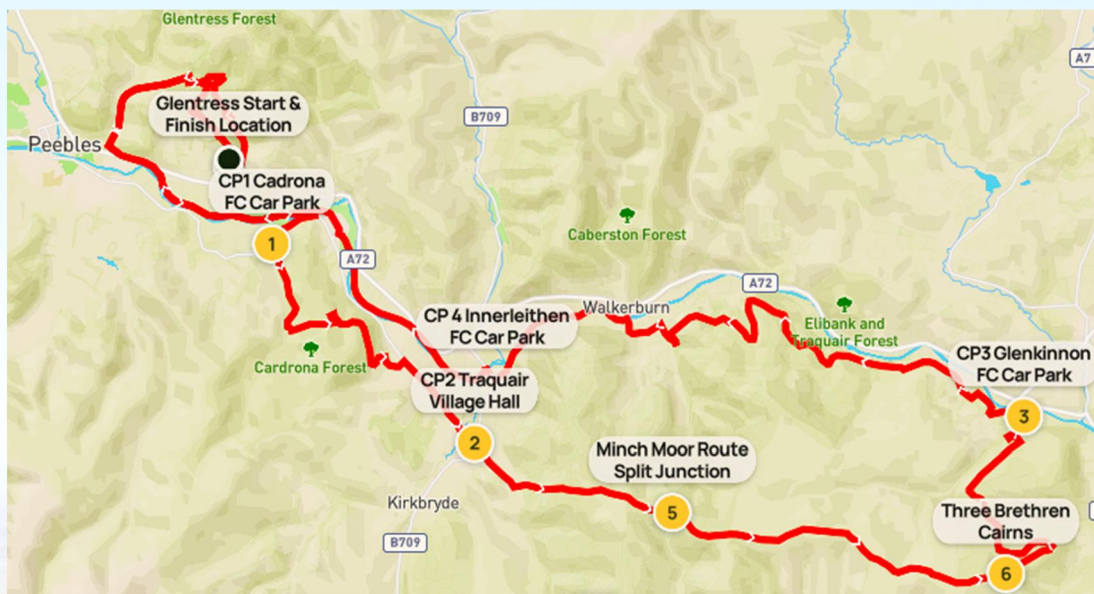 Glentress Forest
Glentress Start &
Finish Location
Peebles
CP1 Cadrona
FC Car Park
1
B709
A7
Caberston Forest
A72
A72
Walkerburn
CP 4 Innerleithen
FC Car Park
Elibank and
Traquair Forest
CP3 Glenkinnon
FC Car Park
Cardrona Forest
CP2 Traquair
Village Hall
3
2
Minch Moor Route
Split Junction
Kirkbryde
5
Three Brethren
Cairns
B709
6